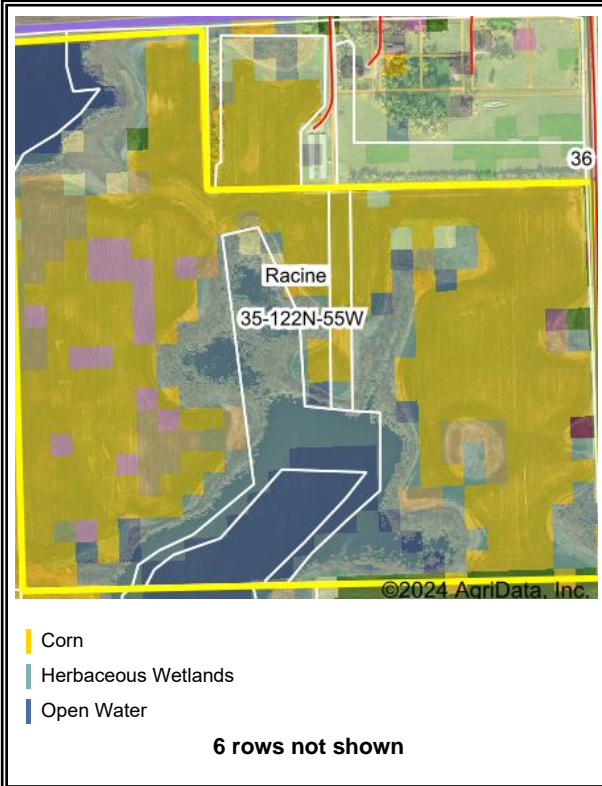 36
Racine
35-122N-55W
©2024 AgriData, Inc.
Corn
Herbaceous Wetlands
Open Water
6 rows not shown